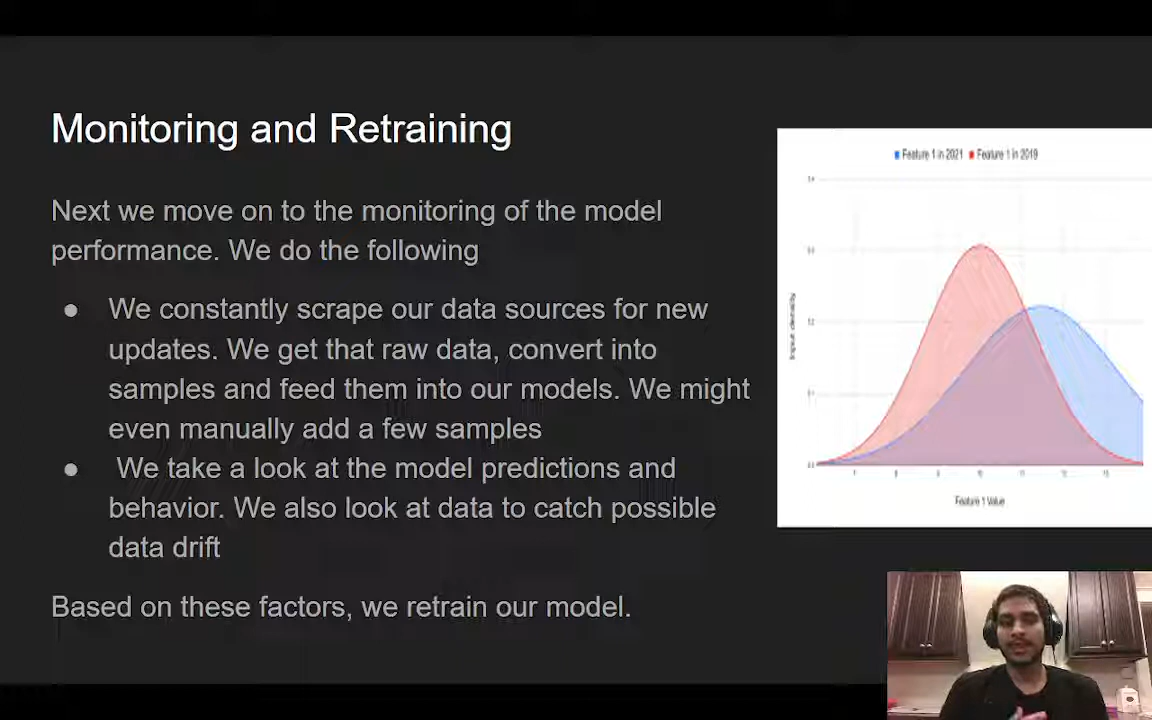 Monitoring and Retraining
Next we move on to the monitoring of the model
performance. We do the following
● We constantly scrape our data sources for new
updates. We get that raw data, convert into
samples and feed them into our models. We might
even manually add a few samples
● We take a look at the model predictions and
behavior. We also look at data to catch possible
data drift
Based on these factors, we retrain our model.
Feature 1 in 2021 Feature 1 in 2019
Feature 1 Value